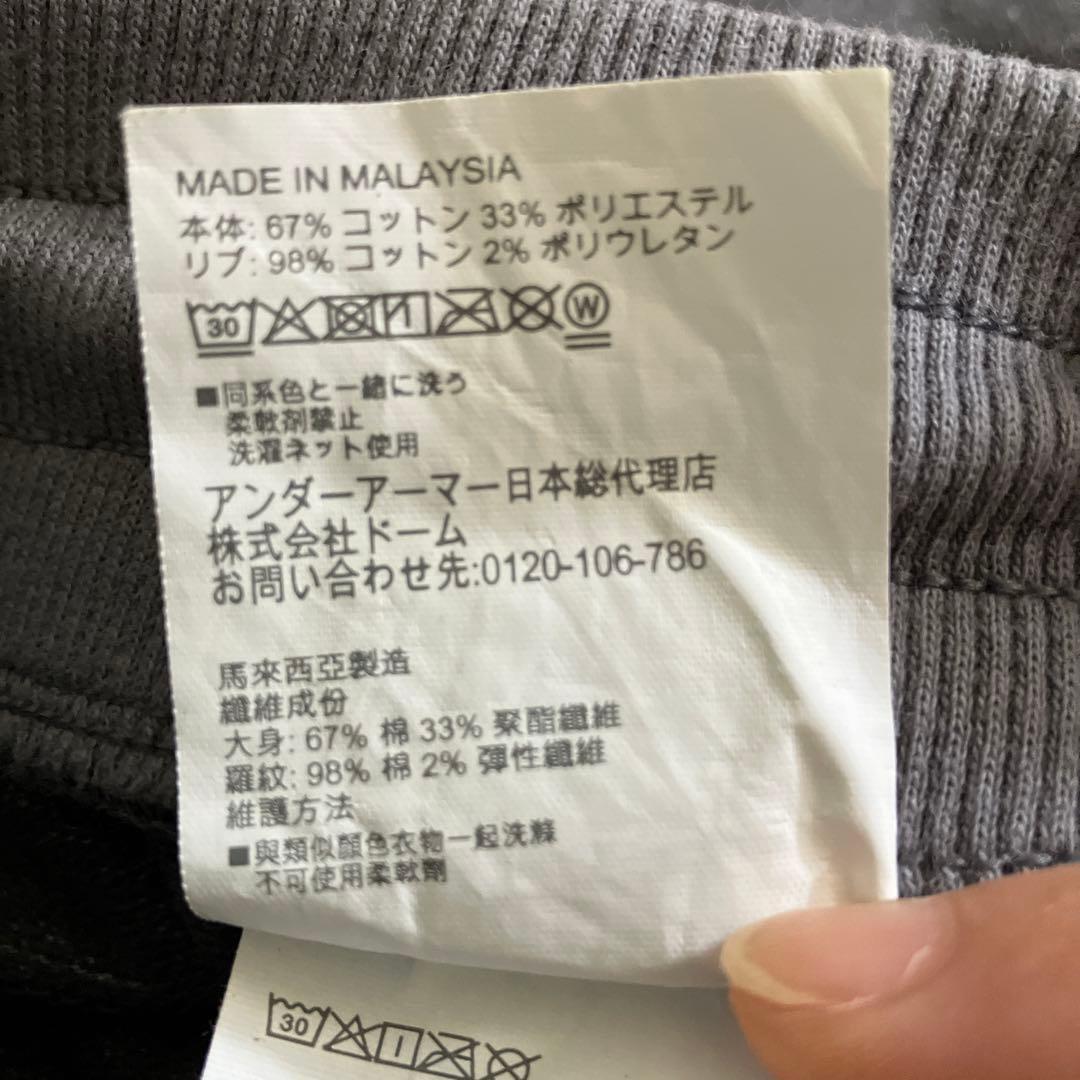 MADE IN MALAYSIA
本体: 67% コットン 33% ポリエステル
リブ: 98% コットン 2% ポリウレタン
30 W
■同系色と一緒に洗う
柔軟剤禁止
洗濯ネット使用
アンダーアーマー日本総代理店
株式会社ドーム
お問い合わせ先:0120-106-786
馬來西亞製造
纖維成份
大身: 67% 棉 33% 聚酯纖維
羅紋: 98% 棉 2% 彈性纖維
維護方法
■與類似顏色衣物一起洗滌
不可使用柔軟劑
30